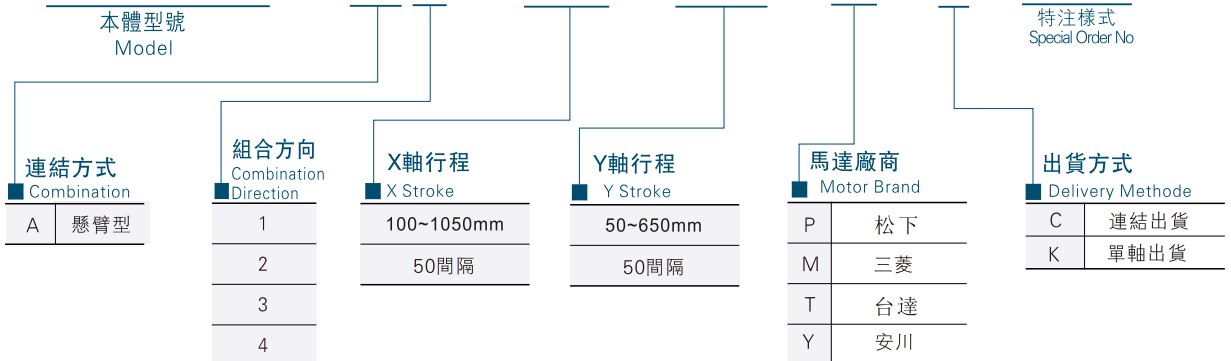 本體型號
Model
特注樣式
Special Order No
連結方式
Combination
A 懸臂型
組合方向
Combination
Direction
1
2
3
4
X軸行程
X Stroke
100~1050mm
50間隔
Y軸行程
Y Stroke
50~650mm
50間隔
馬達廠商
Motor Brand
P 松下
M 三菱
T 台達
Y 安川
出貨方式
Delivery Methode
C 連結出貨
K 單軸出貨